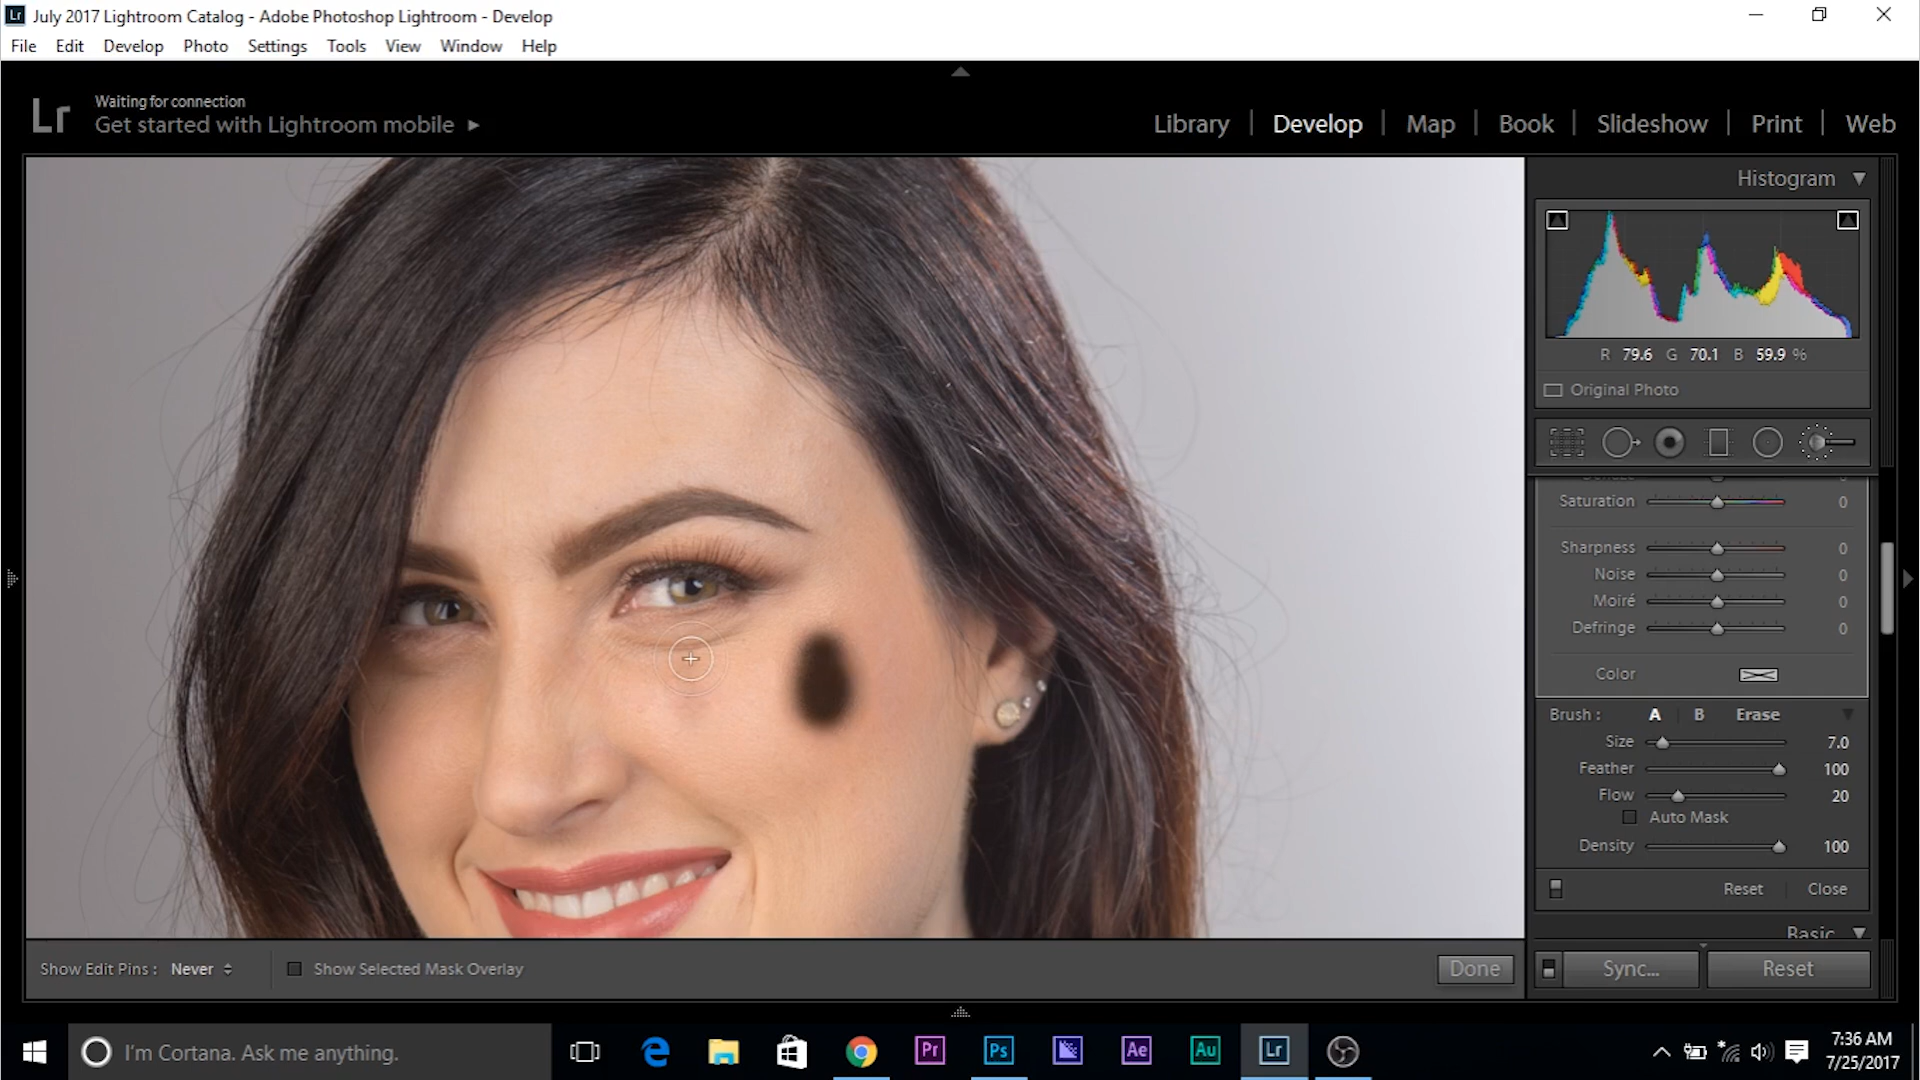 Lr July 2017 Lightroom Catalog - Adobe Photoshop Lightroom - Develop
File Edit Develop Photo Settings Tools View Window Help
Lr
Waiting for connection
Get started with Lightroom mobile
Library Develop Map Book Slideshow Print Web
Histogram
R 79.6 G 70.1 B 59.9 %
Original Photo
Saturation 0
Sharpness 0
Noise 0
Moiré 0
Defringe 0
Color
Brush : A B Erase
Size 7.0
Feather 100
Flow 20
Auto Mask
Density 100
Reset Close
Basic
Show Edit Pins : Never Show Selected Mask Overlay Done Sync... Reset
I'm Cortana. Ask me anything.
Pr Ps Ae Au Lr
7:36 AM
7/25/2017